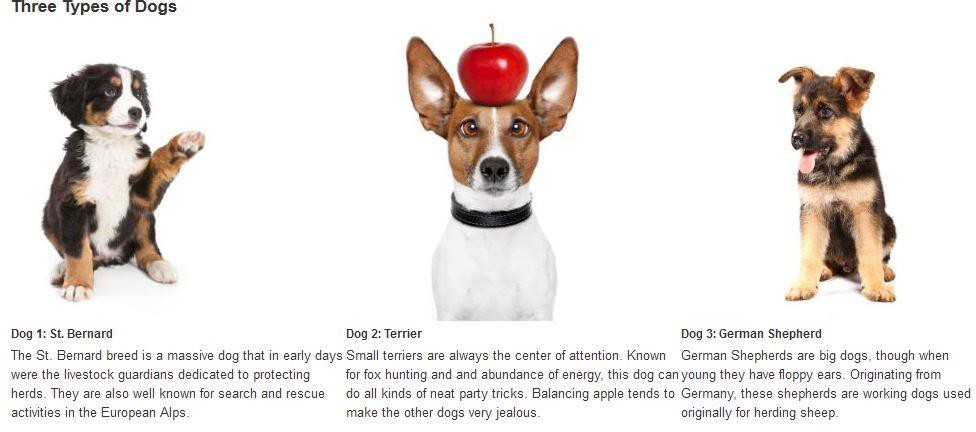 Three Types of Dogs
Dog 1: St. Bernard
The St. Bernard breed is a massive dog that in early days
were the livestock guardians dedicated to protecting
herds. They are also well known for search and rescue
activities in the European Alps.
Dog 2: Terrier
Small terriers are always the center of attention. Known
for fox hunting and and abundance of energy, this dog can
do all kinds of neat party tricks. Balancing apple tends to
make the other dogs very jealous.
Dog 3: German Shepherd
German Shepherds are big dogs, though when
young they have floppy ears. Originating from
Germany, these shepherds are working dogs used
originally for herding sheep.